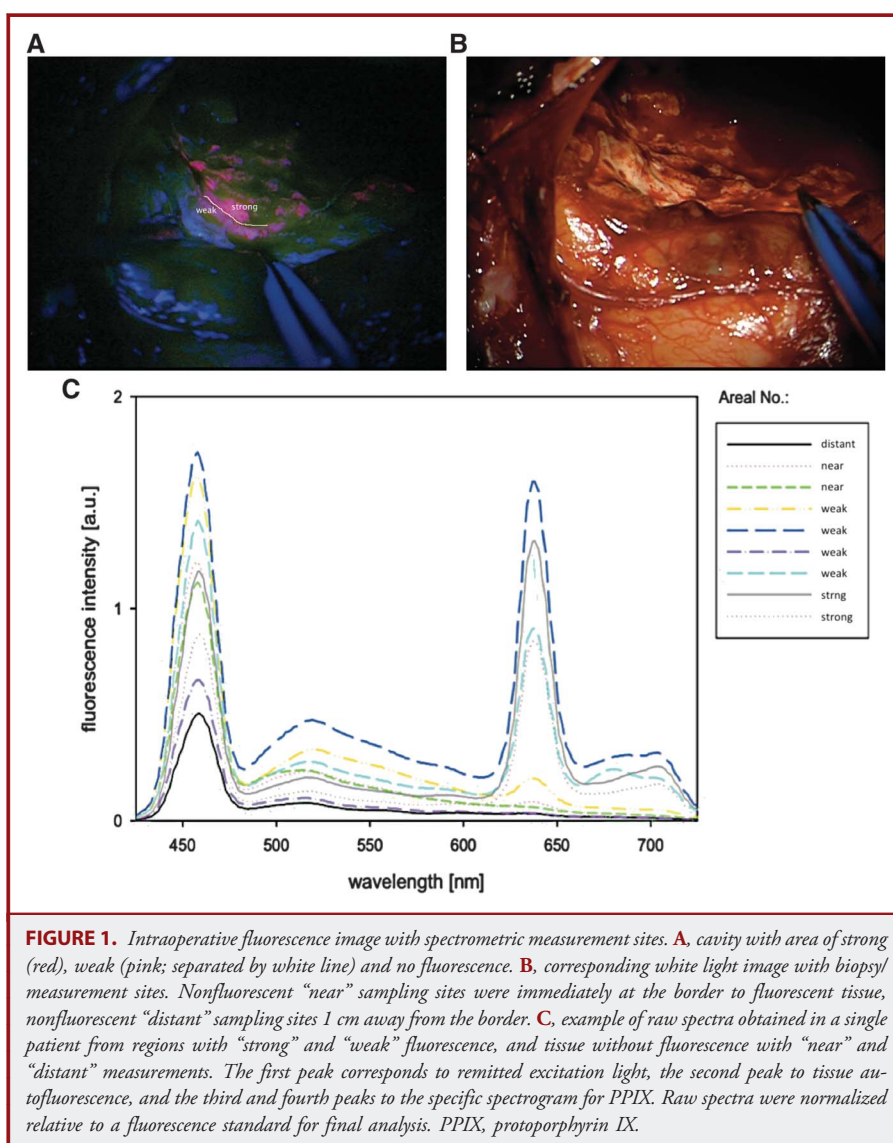 A
B
weak
strong
C
2
1
0
fluorescence intensity [a.u.]
450 500 550 600 650 700
wavelength [nm]
Areal No.:
distant
near
near
weak
weak
weak
weak
strng
strong
FIGURE 1. Intraoperative fluorescence image with spectrometric measurement sites. A, cavity with area of strong
(red), weak (pink; separated by white line) and no fluorescence. B, corresponding white light image with biopsy/
measurement sites. Nonfluorescent “near” sampling sites were immediately at the border to fluorescent tissue,
nonfluorescent “distant” sampling sites 1 cm away from the border. C, example of raw spectra obtained in a single
patient from regions with “strong” and “weak” fluorescence, and tissue without fluorescence with “near” and
“distant” measurements. The first peak corresponds to remitted excitation light, the second peak to tissue au-
tofluorescence, and the third and fourth peaks to the specific spectrogram for PPIX. Raw spectra were normalized
relative to a fluorescence standard for final analysis. PPIX, protoporphyrin IX.